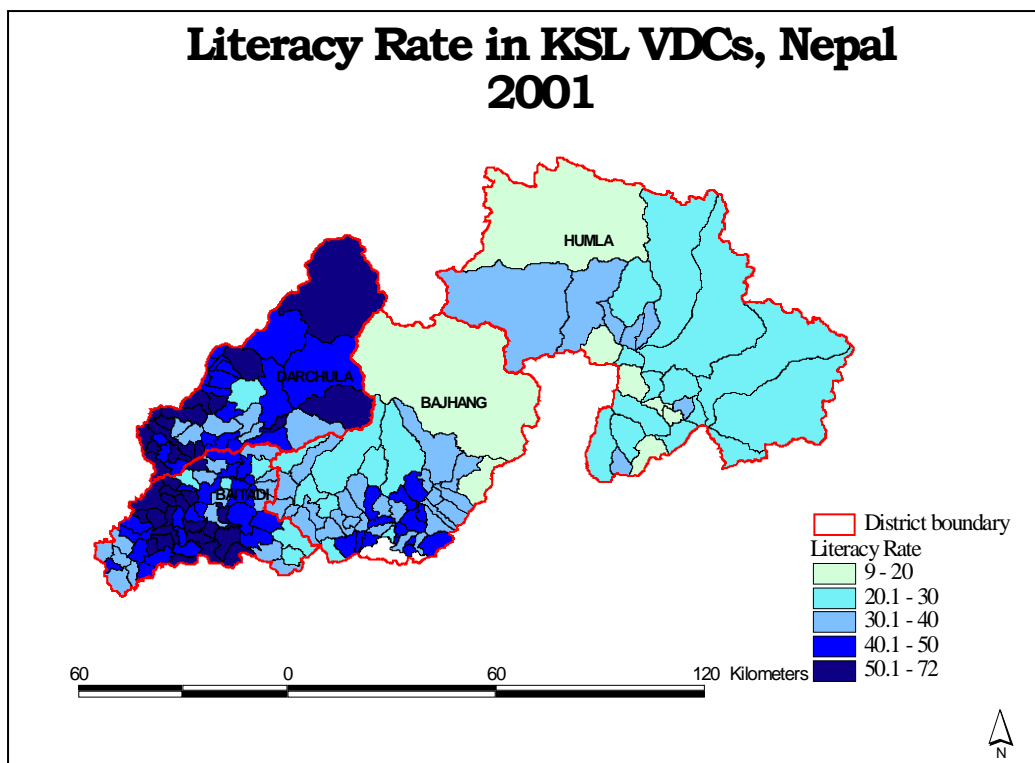 Literacy Rate in KSL VDCs, Nepal
2001
HUMLA
DARCHULA
BAJHANG
BAITADI
District boundary
Literacy Rate
9 - 20
20.1 - 30
30.1 - 40
40.1 - 50
50.1 - 72
60 0 60 120 Kilometers
N